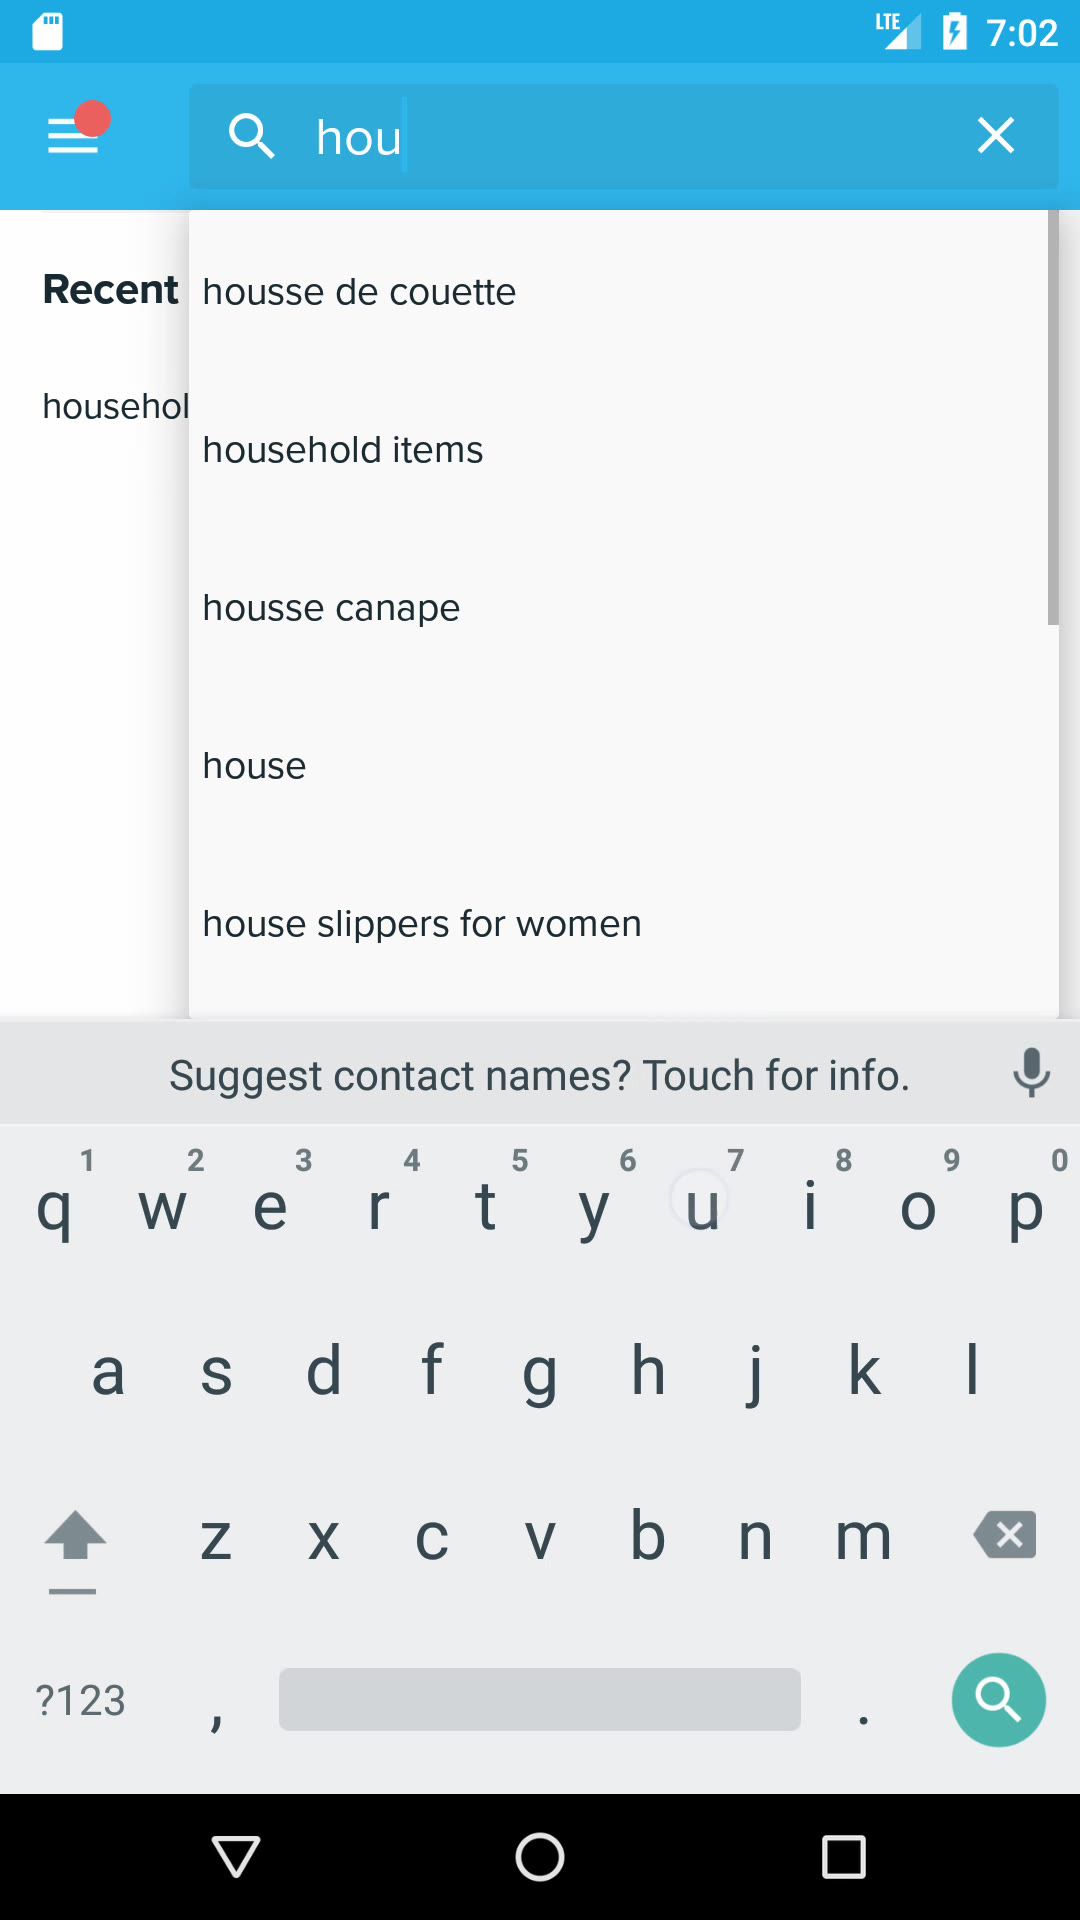 LTE 7:02
hou
Recent
househol
housse de couette
household items
housse canape
house
house slippers for women
Suggest contact names? Touch for info.
1 2 3 4 5 6 7 8 9 0
q w e r t y u i o p
a s d f g h j k l
z x c v b n m
?123 , .